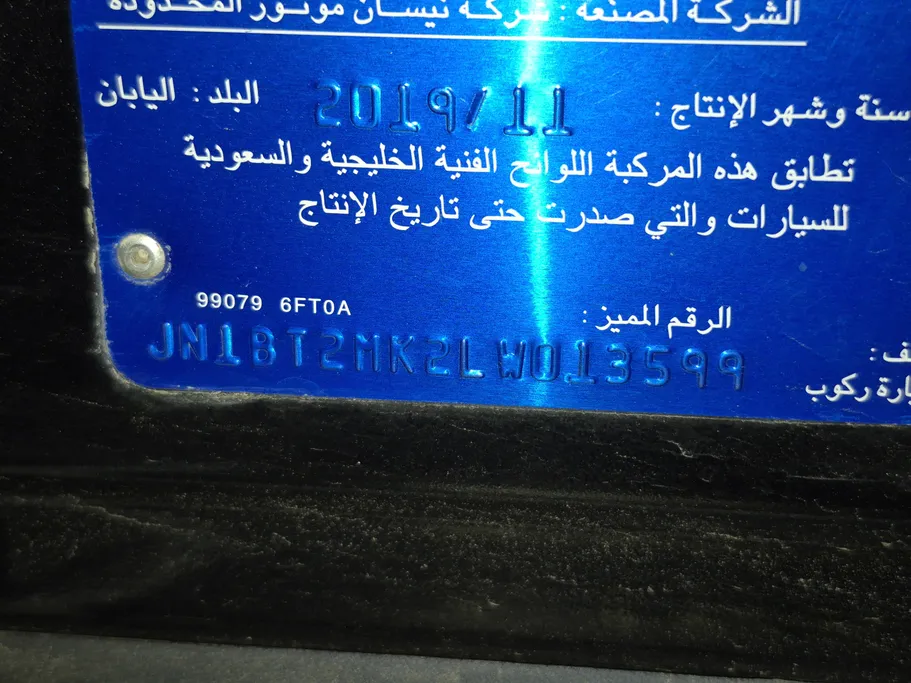 الشركة المصنعة : شركة نيسان موتور المحدودة
سنة وشهر الإنتاج : 2019/11 البلد : اليابان
تطابق هذه المركبة اللوائح الفنية الخليجية والسعودية
للسيارات والتي صدرت حتى تاريخ الإنتاج
99079 6FT0A
الرقم المميز :
JN1BT2MK2LW013599
ركوب